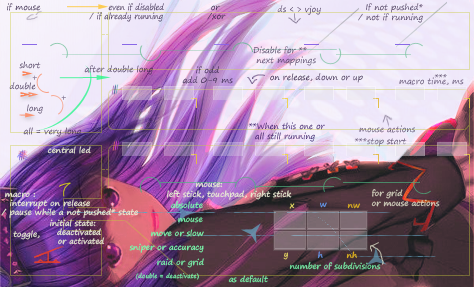 if mouse
even if disabled
/ if already running
or
/xor
ds < > vjoy
If not pushed*
/ not if running
Disable for **
next mappings
short
after double long
if odd
add 0-9 ms
on release, down or up
***
macro time, ms
double
long
all = very long
**When this one or
all still running
mouse actions
***stop start
central led
macro :
interrupt on release
/ pause while a not pushed* state
initial state:
toggle,
deactivated
or activated
mouse:
left stick, touchpad, right stick
for grid
or mouse actions
absolute
mouse
move or slow
sniper or accuracy
raid or grid
(double = deactivate)
x w nw
y h nh
number of subdivisions
as default